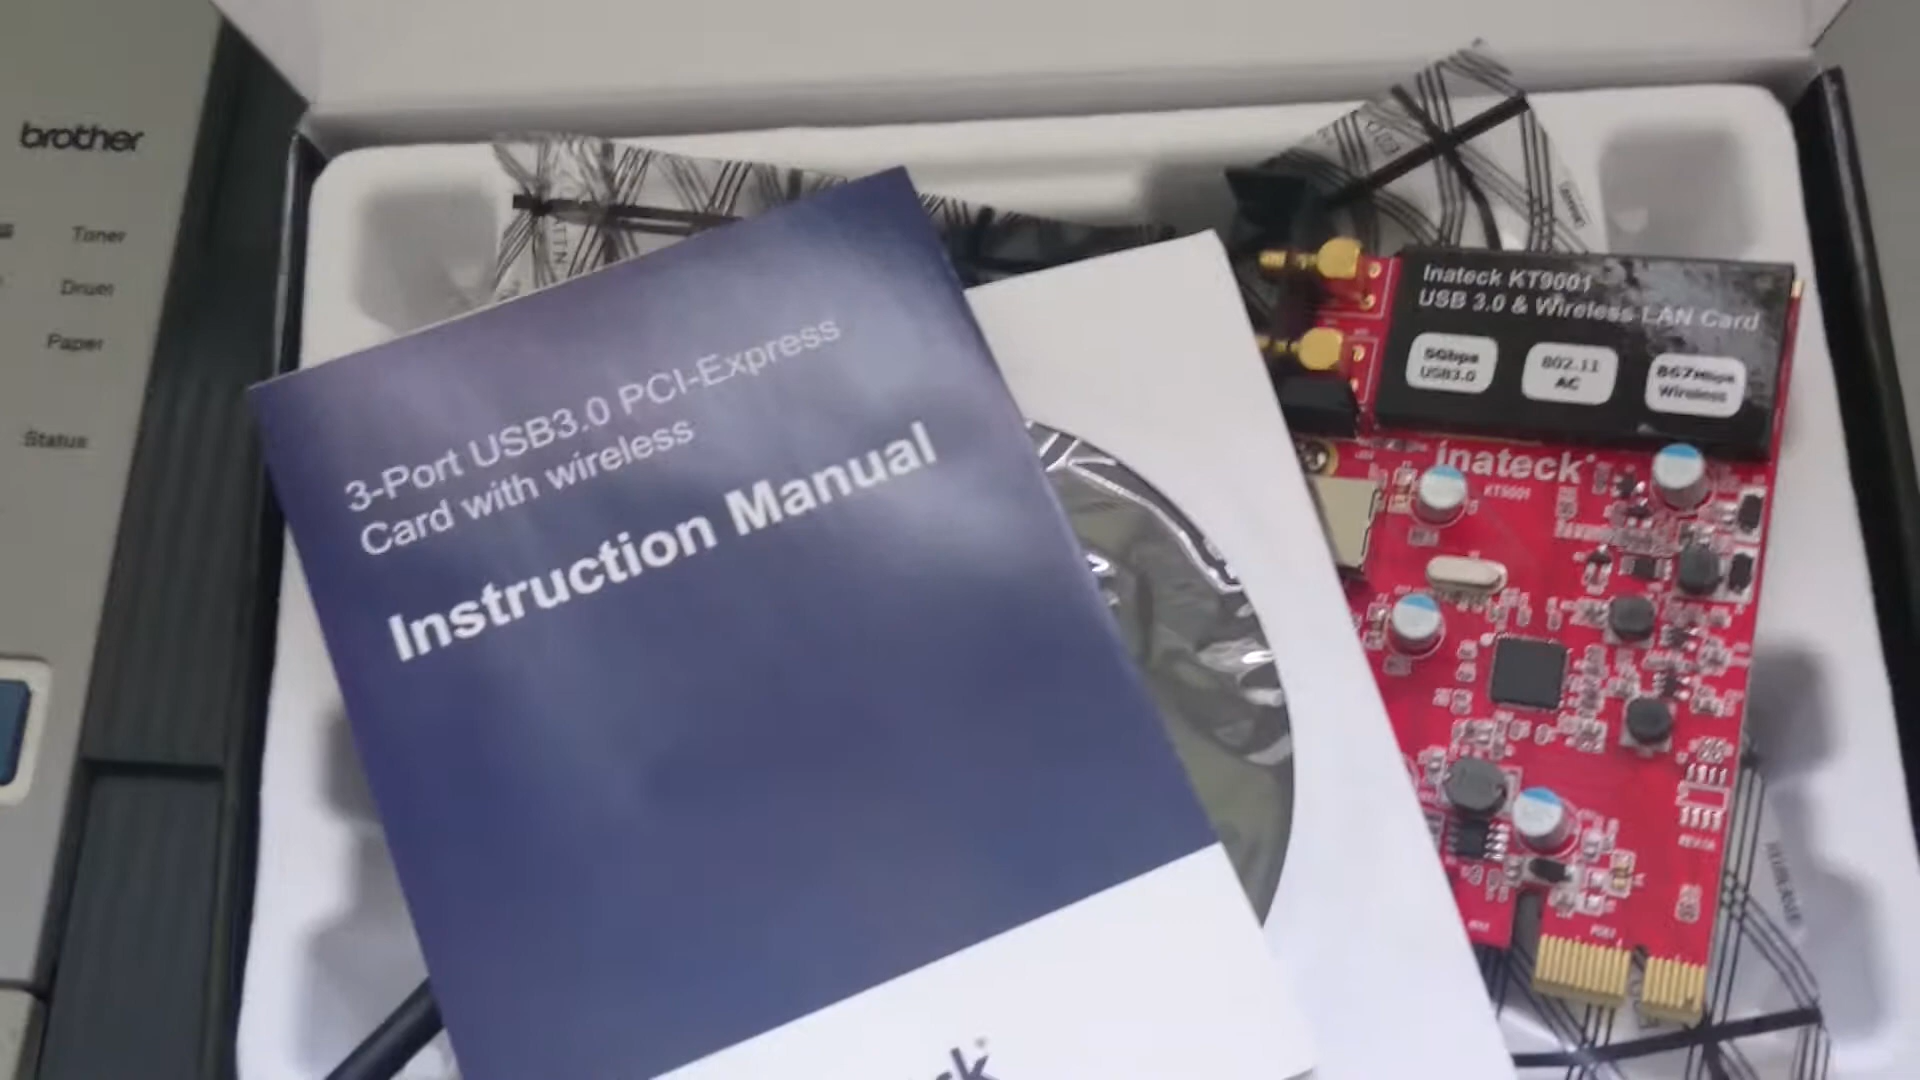 brother
Toner
Drum
Paper
Status
3-Port USB3.0 PCI-Express
Card with wireless
Instruction Manual
Inateck KT9001
USB 3.0 & Wireless LAN Card
5Gbps
USB3.0
802.11
AC
867Mbps
Wireless
inateck
KT9001
ATTN